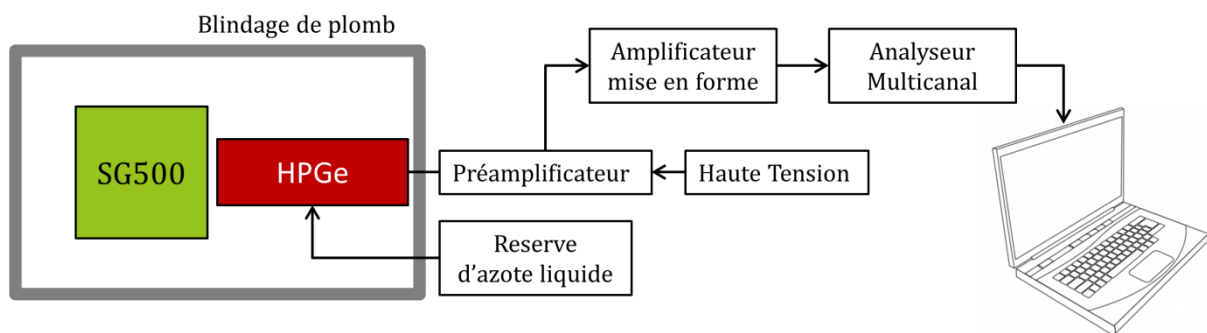 Blindage de plomb
Amplificateur
mise en forme
Analyseur
Multicanal
SG500
HPGe
Préamplificateur
Haute Tension
Reserve
d'azote liquide